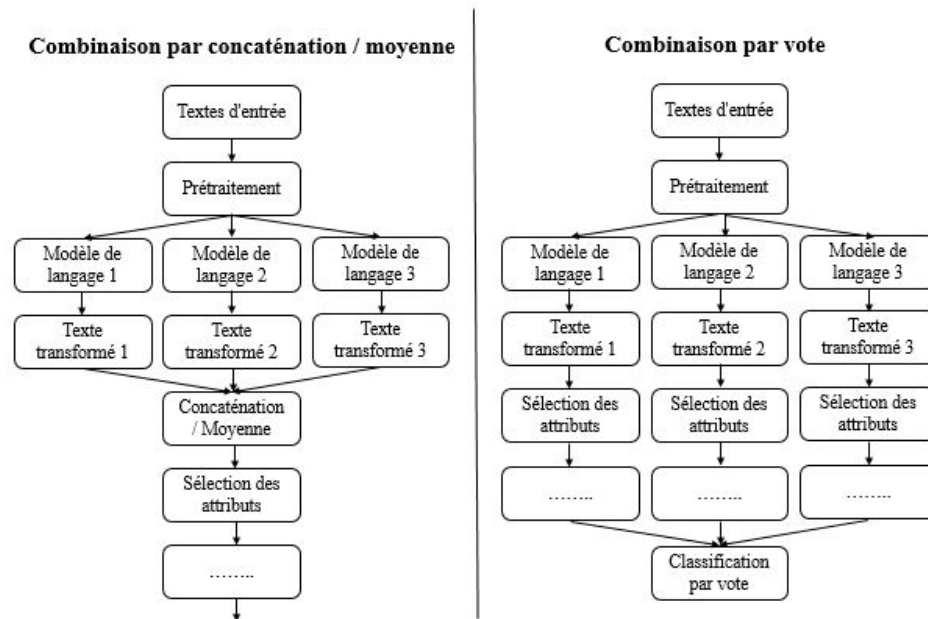 Combinaison par concaténation / moyenne
Textes d'entrée
Prétraitement
Modèle de
langage 1
Modèle de
langage 2
Modèle de
langage 3
Texte
transformé 1
Texte
transformé 2
Texte
transformé 3
Concaténation
/ Moyenne
Sélection des
attributs
……..
Combinaison par vote
Textes d'entrée
Prétraitement
Modèle de
langage 1
Modèle de
langage 2
Modèle de
langage 3
Texte
transformé 1
Texte
transformé 2
Texte
transformé 3
Sélection des
attributs
Sélection des
attributs
Sélection des
attributs
……..
……..
……..
Classification
par vote